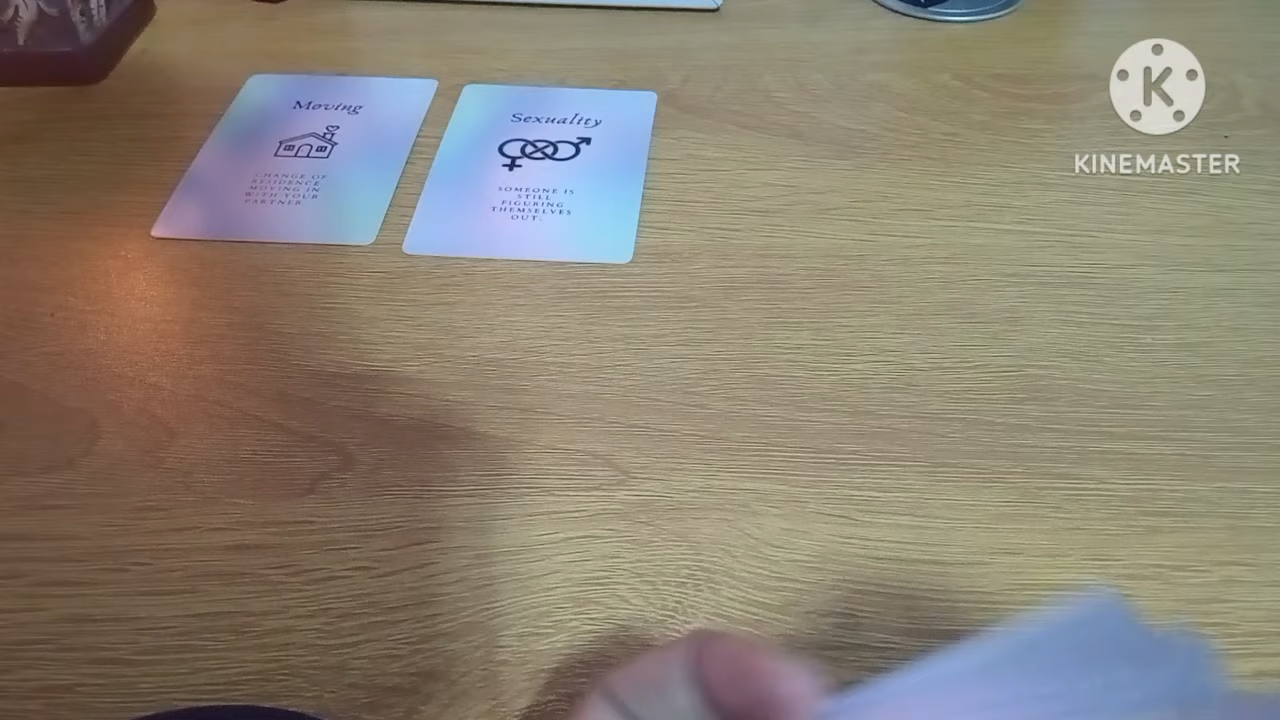 Moving
CHANGE OF
RESIDENCE
MOVING IN
WITH YOUR
PARTNER
Sexuality
SOMEONE IS
STILL
FIGURING
THEMSELVES
OUT.
K
KINEMASTER